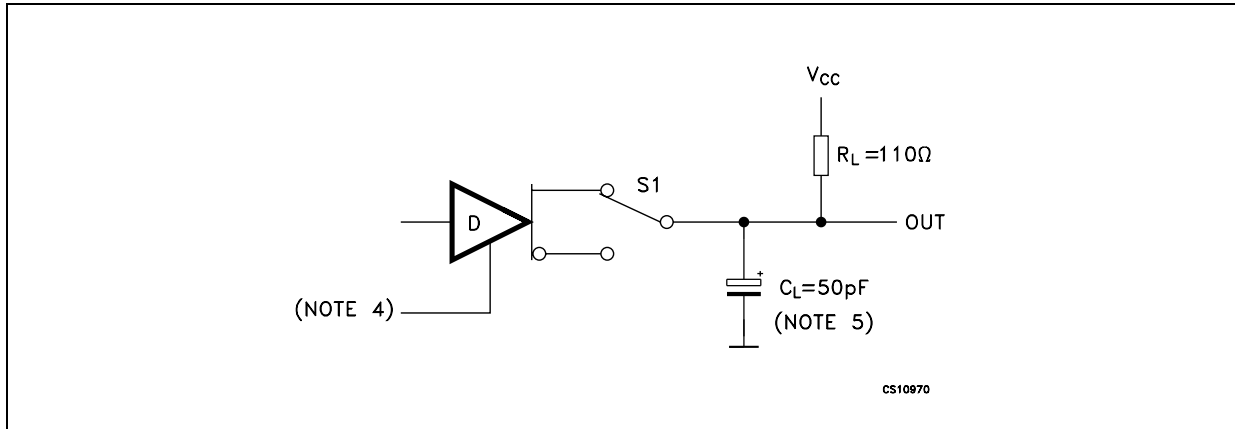 VCC
RL=110Ω
S1
D
OUT
+
CL=50pF
(NOTE 4)
(NOTE 5)
CS10970